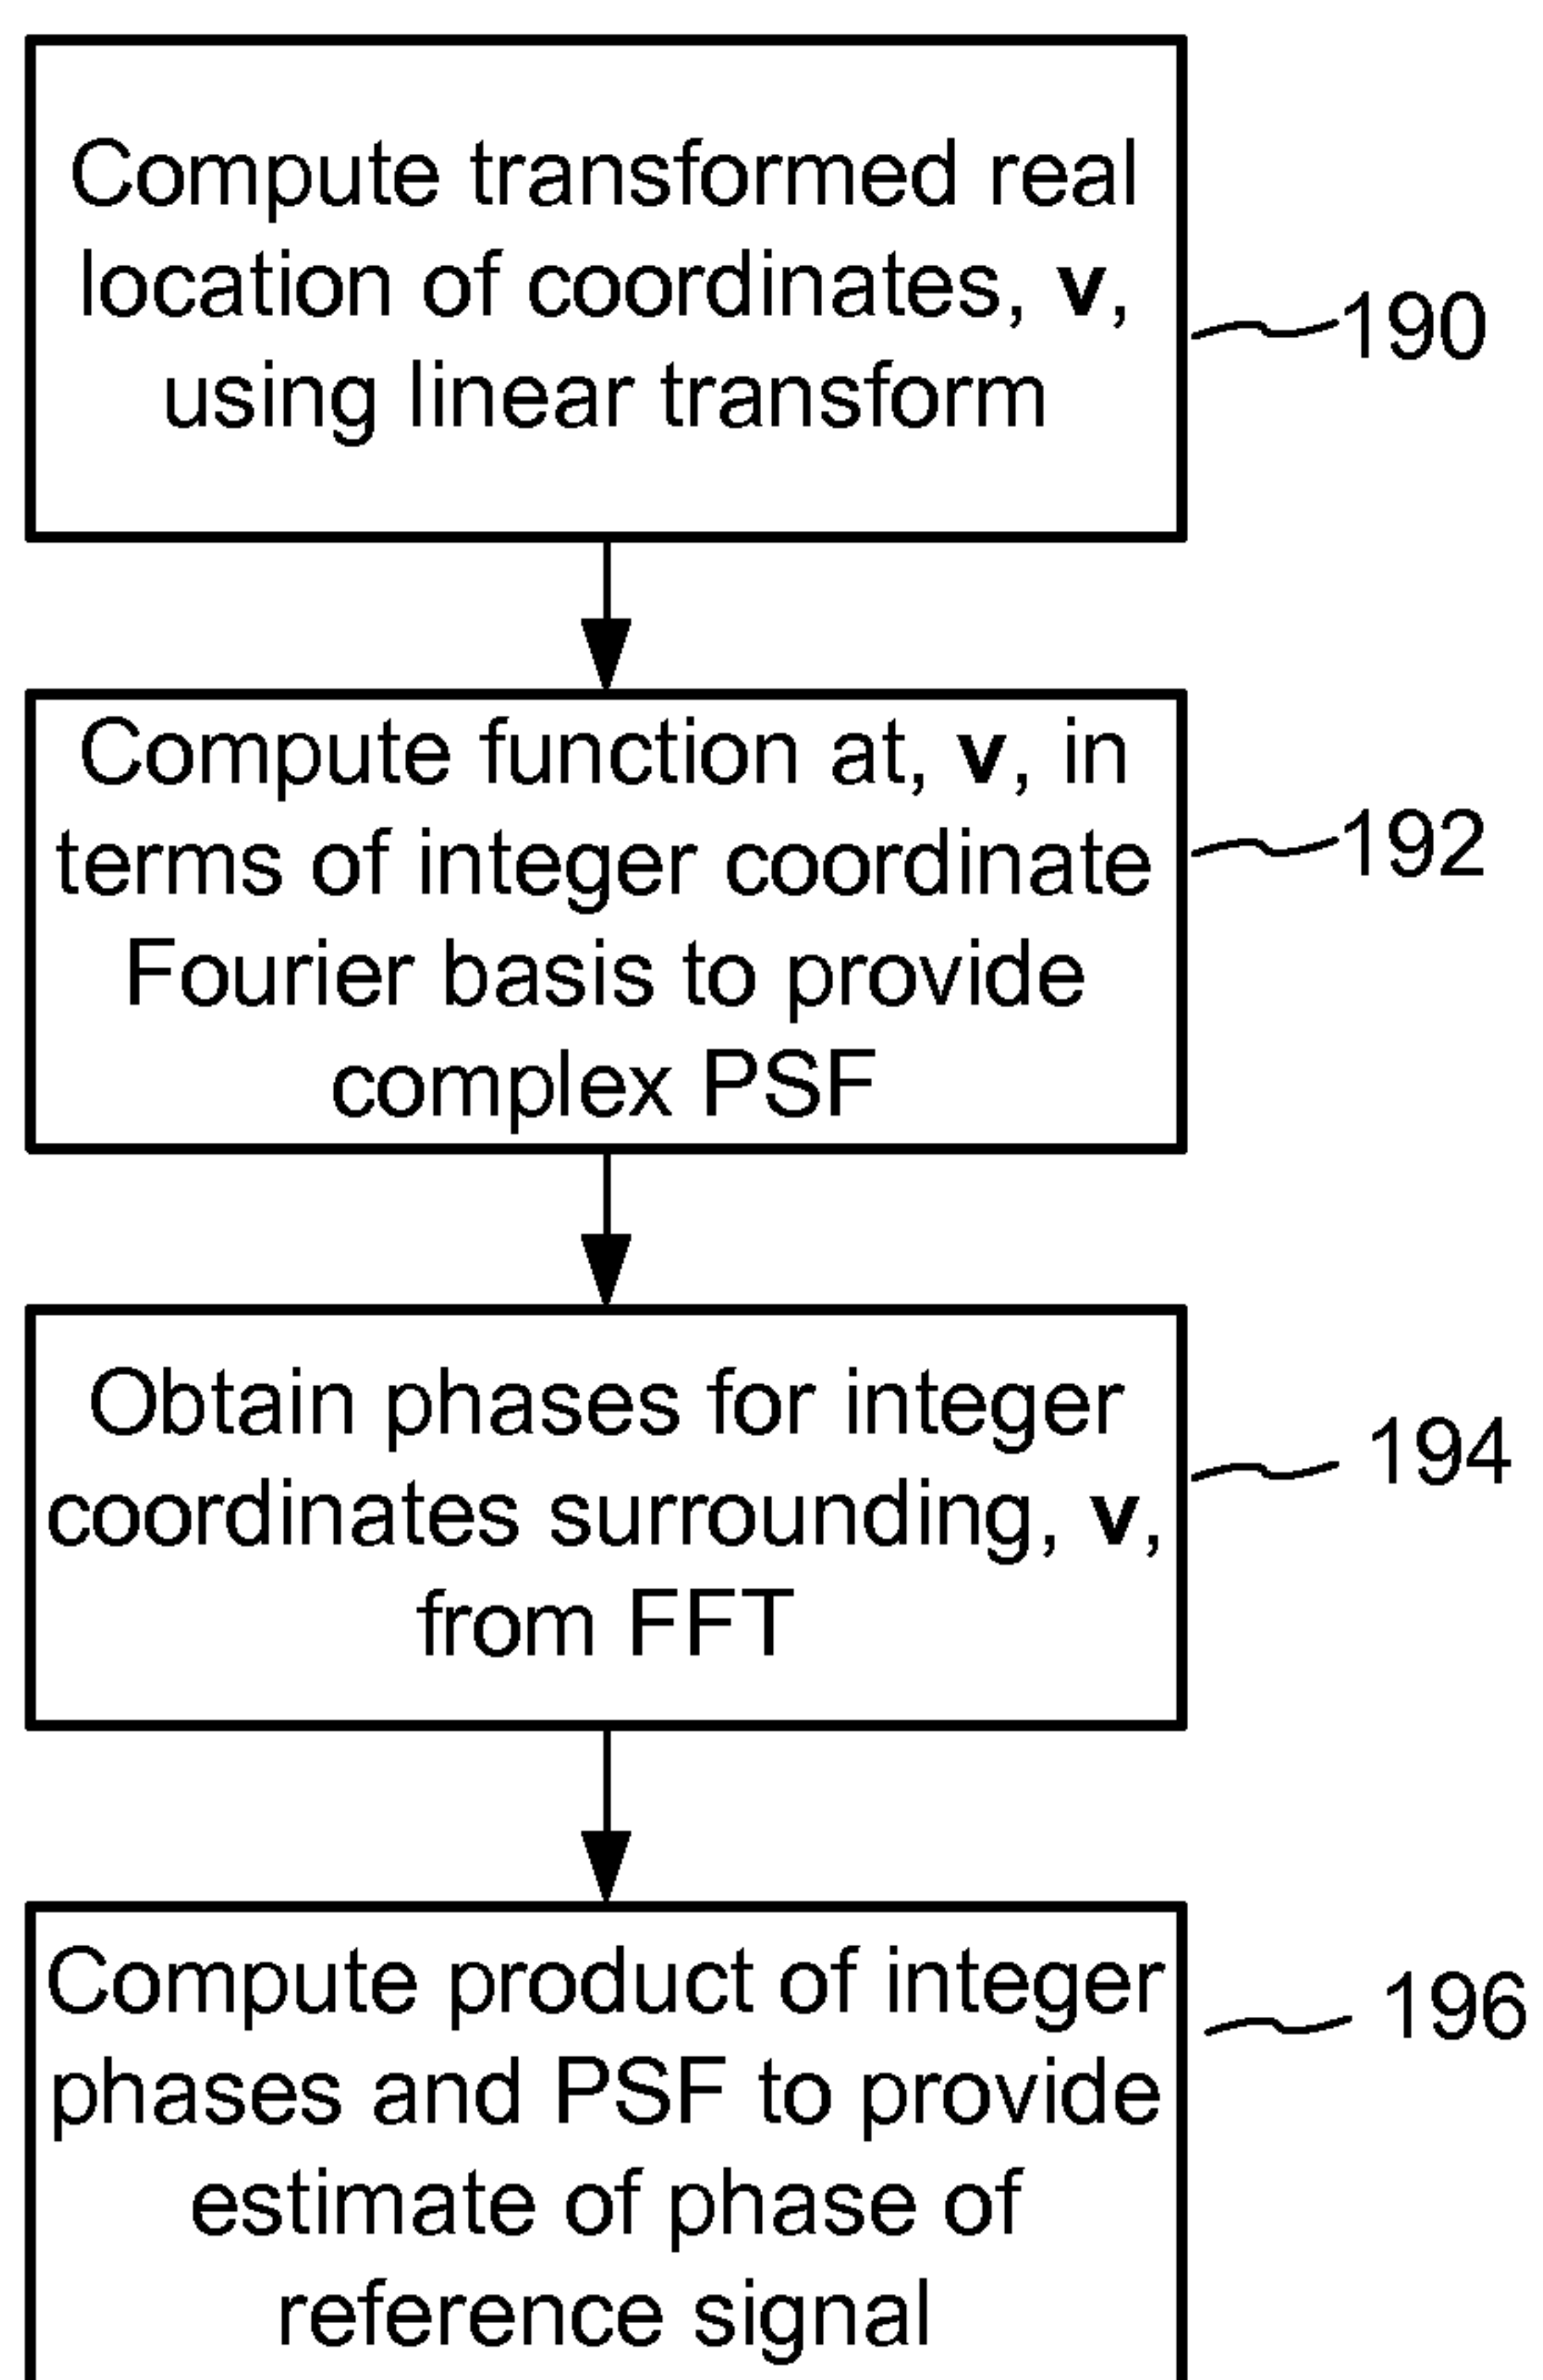 Compute transformed real
location of coordinates, v,
using linear transform
190
Compute function at, v, in
terms of integer coordinate
Fourier basis to provide
complex PSF
192
Obtain phases for integer
coordinates surrounding, v,
from FFT
194
Compute product of integer
phases and PSF to provide
estimate of phase of
reference signal
196